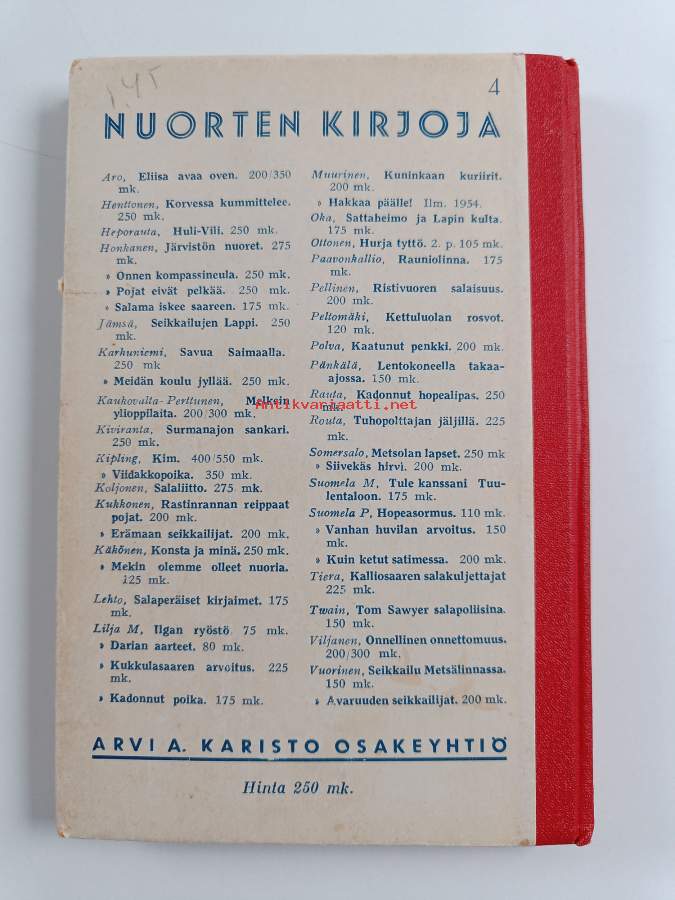 1.45
4
NUORTEN KIRJOJA
Aro, Eliisa avaa oven. 200/350
mk.
Henttonen, Korvessa kummittelee.
250 mk.
Heporauta, Huli-Vili. 250 mk.
Honkanen, Järvistön nuoret. 275
mk.
» Onnen kompassineula. 250 mk.
» Pojat eivät pelkää. 250 mk.
» Salama iskee saareen. 175 mk.
Jämsä, Seikkailujen Lappi. 250
mk.
Karhuniemi, Savua Saimaalla.
250 mk
» Meidän koulu jyllää. 250 mk.
Kaukovalta-Perttunen, Melkein
ylioppilaita. 200/300 mk.
Kiviranta, Surmanajon sankari.
250 mk.
Kipling, Kim. 400/550 mk.
» Viidakkopoika. 350 mk.
Koljonen, Salaliitto. 275 mk.
Kukkonen, Rastinrannan reippaat
pojat. 200 mk.
» Erämaan seikkailijat. 200 mk.
Käkönen, Konsta ja minä. 250 mk.
» Mekin olemme olleet nuoria.
125 mk.
Lehto, Salaperäiset kirjaimet. 175
mk.
Lilja M, Ilgan ryöstö 75 mk.
» Darian aarteet. 80 mk.
» Kukkulasaaren arvoitus. 225
mk.
» Kadonnut poika. 175 mk.
Muurinen, Kuninkaan kuriirit.
200 mk.
» Hakkaa päälle! Ilm. 1954.
Oka, Sattaheimo ja Lapin kulta.
175 mk.
Ottonen, Hurja tyttö. 2. p. 105 mk.
Paavonkallio, Rauniolinna. 175
mk.
Pellinen, Ristivuoren salaisuus.
200 mk.
Peltomäki, Kettuluolan rosvot.
120 mk.
Polva, Kaatunut penkki. 200 mk.
Pänkälä, Lentokoneella takaa-
ajossa. 150 mk.
Rauta, Kadonnut hopealipas. 250
mk.
Routa, Tuhopolttajan jäljillä. 225
mk.
Somersalo, Metsolan lapset. 250 mk
» Siivekäs hirvi. 200 mk.
Suomela M, Tule kanssani Tuu-
lentaloon. 175 mk.
Suomela P, Hopeasormus. 110 mk.
» Vanhan huvilan arvoitus. 150
mk.
» Kuin ketut satimessa. 200 mk.
Tiera, Kalliosaaren salakuljettajat
225 mk.
Twain, Tom Sawyer salapoliisina.
150 mk.
Viljanen, Onnellinen onnettomuus.
200/300 mk.
Vuorinen, Seikkailu Metsälinnassa.
150 mk.
» Avaruuden seikkailijat. 200 mk.
Antikvariaatti.net
ARVI A. KARISTO OSAKEYHTIÖ
Hinta 250 mk.